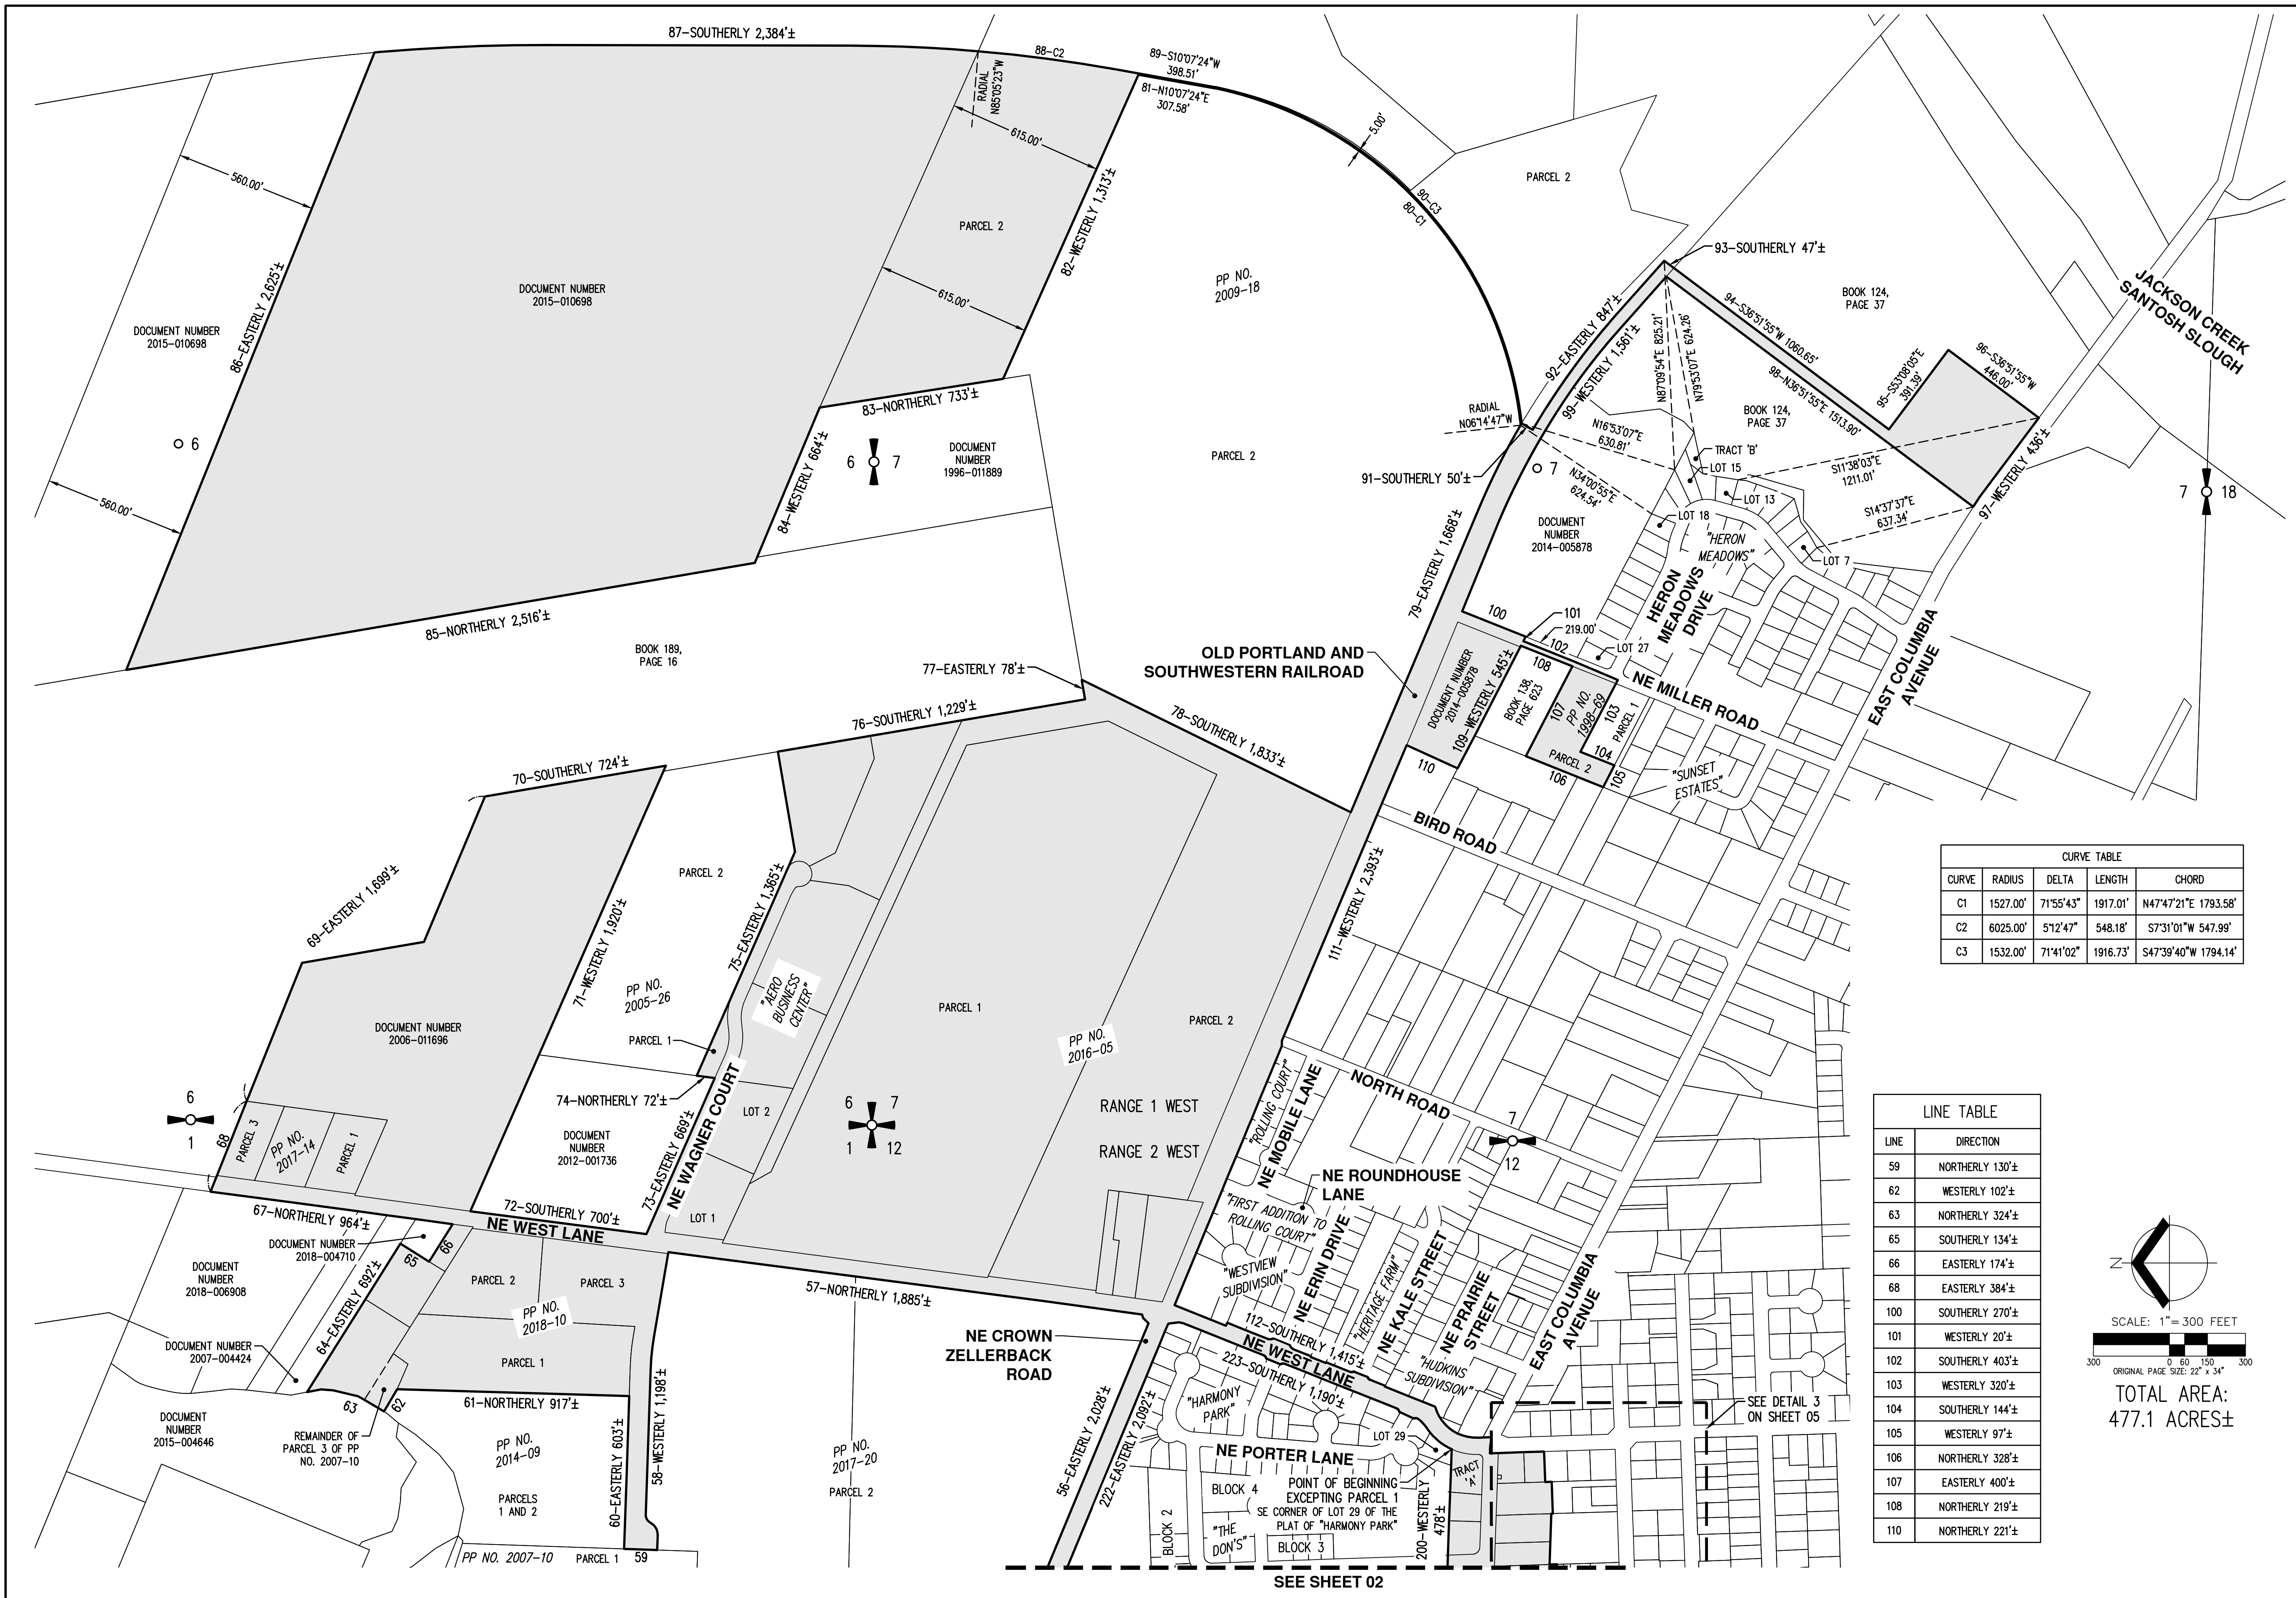 87-SOUTHERLY 2,384'±
88-C2
89-S10°07'24"W
398.51'
81-N10°07'24"E
307.58'
RADIAL
N85°05'23"W
615.00'
5.00'
560.00'
PARCEL 2
PARCEL 2
82-WESTERLY 1,313'±
90-C3
80-C1
93-SOUTHERLY 47'±
86-EASTERLY 2,625'±
DOCUMENT NUMBER
2015-010698
PP NO.
2009-18
615.00'
BOOK 124,
PAGE 37
JACKSON CREEK
SANTOSH SLOUGH
DOCUMENT NUMBER
2015-010698
92-EASTERLY 847'±
99-WESTERLY 1,561'±
N87°09'54"E 825.21'
N79°53'07"E 624.26'
94-S36°51'55"W 1060.65'
98-N36°51'55"E 1513.90'
95-S53°08'05"E
391.39'
96-S36°51'55"W
446.00'
83-NORTHERLY 733'±
RADIAL
N06°14'47"W
BOOK 124,
PAGE 37
6
84-WESTERLY 664'±
6 7
DOCUMENT
NUMBER
1996-011889
PARCEL 2
N16°53'07"E
630.81'
TRACT 'B'
LOT 15
S11°38'03"E
1211.01'
97-WESTERLY 436'±
91-SOUTHERLY 50'±
7
N34°00'55"E
624.54'
LOT 13
7 18
560.00'
LOT 18
S14°37'37"E
637.34'
DOCUMENT
NUMBER
2014-005878
"HERON
MEADOWS"
LOT 7
79-EASTERLY 1,668'±
HERON
MEADOWS
DRIVE
85-NORTHERLY 2,516'±
100
101
219.00'
102
LOT 27
EAST COLUMBIA
AVENUE
BOOK 189,
PAGE 16
OLD PORTLAND AND
SOUTHWESTERN RAILROAD
77-EASTERLY 78'±
DOCUMENT NUMBER
2014-005878
109-WESTERLY 545'±
108
BOOK 138,
PAGE 623
107
PP NO.
1998-69
103
PARCEL 1
NE MILLER ROAD
76-SOUTHERLY 1,229'±
78-SOUTHERLY 1,833'±
104
PARCEL 2
110
106
105
"SUNSET
ESTATES"
70-SOUTHERLY 724'±
BIRD ROAD
69-EASTERLY 1,699'±
PARCEL 2
75-EASTERLY 1,365'±
111-WESTERLY 2,393'±
71-WESTERLY 1,920'±
PP NO.
2005-26
"AERO
BUSINESS
CENTER"
PARCEL 1
PARCEL 2
DOCUMENT NUMBER
2006-011696
PARCEL 1
PP NO.
2016-05
CURVE TABLE
CURVE RADIUS DELTA LENGTH CHORD
C1 1527.00' 71°55'43" 1917.01' N47°47'21"E 1793.58'
C2 6025.00' 5°12'47" 548.18' S7°31'01"W 547.99'
C3 1532.00' 71°41'02" 1916.73' S47°39'40"W 1794.14'
6
1
68
PARCEL 3
PP NO.
2017-14
PARCEL 1
74-NORTHERLY 72'±
DOCUMENT
NUMBER
2012-001736
73-EASTERLY 669'±
NE WAGNER COURT
LOT 2
6 7
1 12
RANGE 1 WEST
RANGE 2 WEST
"ROLLING COURT"
NE MOBILE LANE
NORTH ROAD
7
12
NE ROUNDHOUSE
LANE
67-NORTHERLY 964'±
72-SOUTHERLY 700'±
NE WEST LANE
LOT 1
"FIRST ADDITION TO
ROLLING COURT"
DOCUMENT NUMBER
2018-004710
66
65
DOCUMENT
NUMBER
2018-006908
64-EASTERLY 692'±
PARCEL 2
PARCEL 3
57-NORTHERLY 1,885'±
"WESTVIEW
SUBDIVISION"
NE ERIN DRIVE
"HERITAGE FARM"
NE KALE STREET
NE PRAIRIE
STREET
EAST COLUMBIA
AVENUE
PP NO.
2018-10
PARCEL 1
DOCUMENT NUMBER
2007-004424
NE CROWN
ZELLERBACK
ROAD
112-SOUTHERLY 1,415'±
NE WEST LANE
223-SOUTHERLY 1,190'±
"HUDKINS
SUBDIVISION"
63
62
61-NORTHERLY 917'±
58-WESTERLY 1,198'±
60-EASTERLY 603'±
DOCUMENT
NUMBER
2015-004646
REMAINDER OF
PARCEL 3 OF PP
NO. 2007-10
PP NO.
2014-09
PARCELS
1 AND 2
PP NO.
2017-20
PARCEL 2
56-EASTERLY 2,028'±
222-EASTERLY 2,092'±
"HARMONY
PARK"
NE PORTER LANE
LOT 29
TRACT
'A'
SEE DETAIL 3
ON SHEET 05
BLOCK 4
POINT OF BEGINNING
EXCEPTING PARCEL 1
SE CORNER OF LOT 29 OF THE
PLAT OF "HARMONY PARK"
200-WESTERLY
478'±
BLOCK 2
"THE
DON'S"
BLOCK 3
PP NO. 2007-10 PARCEL 1
59
SEE SHEET 02
LINE TABLE
LINE DIRECTION
59 NORTHERLY 130'±
62 WESTERLY 102'±
63 NORTHERLY 324'±
65 SOUTHERLY 134'±
66 EASTERLY 174'±
68 EASTERLY 384'±
100 SOUTHERLY 270'±
101 WESTERLY 20'±
102 SOUTHERLY 403'±
103 WESTERLY 320'±
104 SOUTHERLY 144'±
105 WESTERLY 97'±
106 NORTHERLY 328'±
107 EASTERLY 400'±
108 NORTHERLY 219'±
110 NORTHERLY 221'±
N
SCALE: 1"= 300 FEET
300 0 60 150 300
ORIGINAL PAGE SIZE: 22" x 34"
TOTAL AREA:
477.1 ACRES±